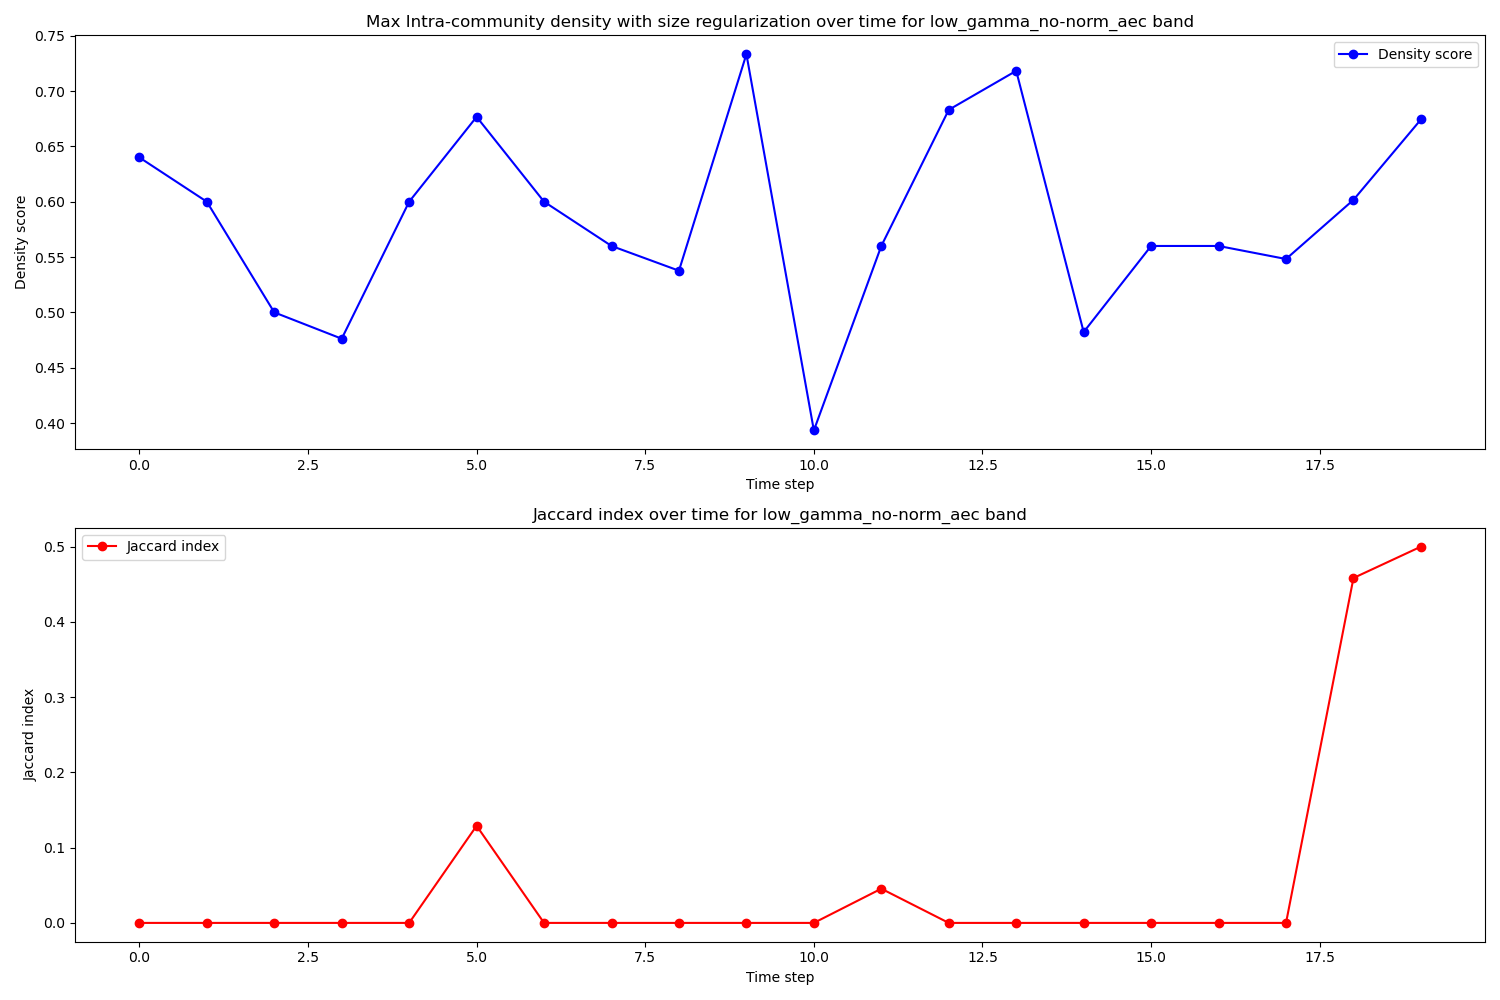 Max Intra-community density with size regularization over time for low_gamma_no-norm_aec band
0.75
0.70
0.65
0.60
0.55
0.50
0.45
0.40
Density score
Density score
0.0 2.5 5.0 7.5 10.0 12.5 15.0 17.5
Time step
Jaccard index over time for low_gamma_no-norm_aec band
0.5
0.4
0.3
0.2
0.1
0.0
Jaccard index
Jaccard index
0.0 2.5 5.0 7.5 10.0 12.5 15.0 17.5
Time step